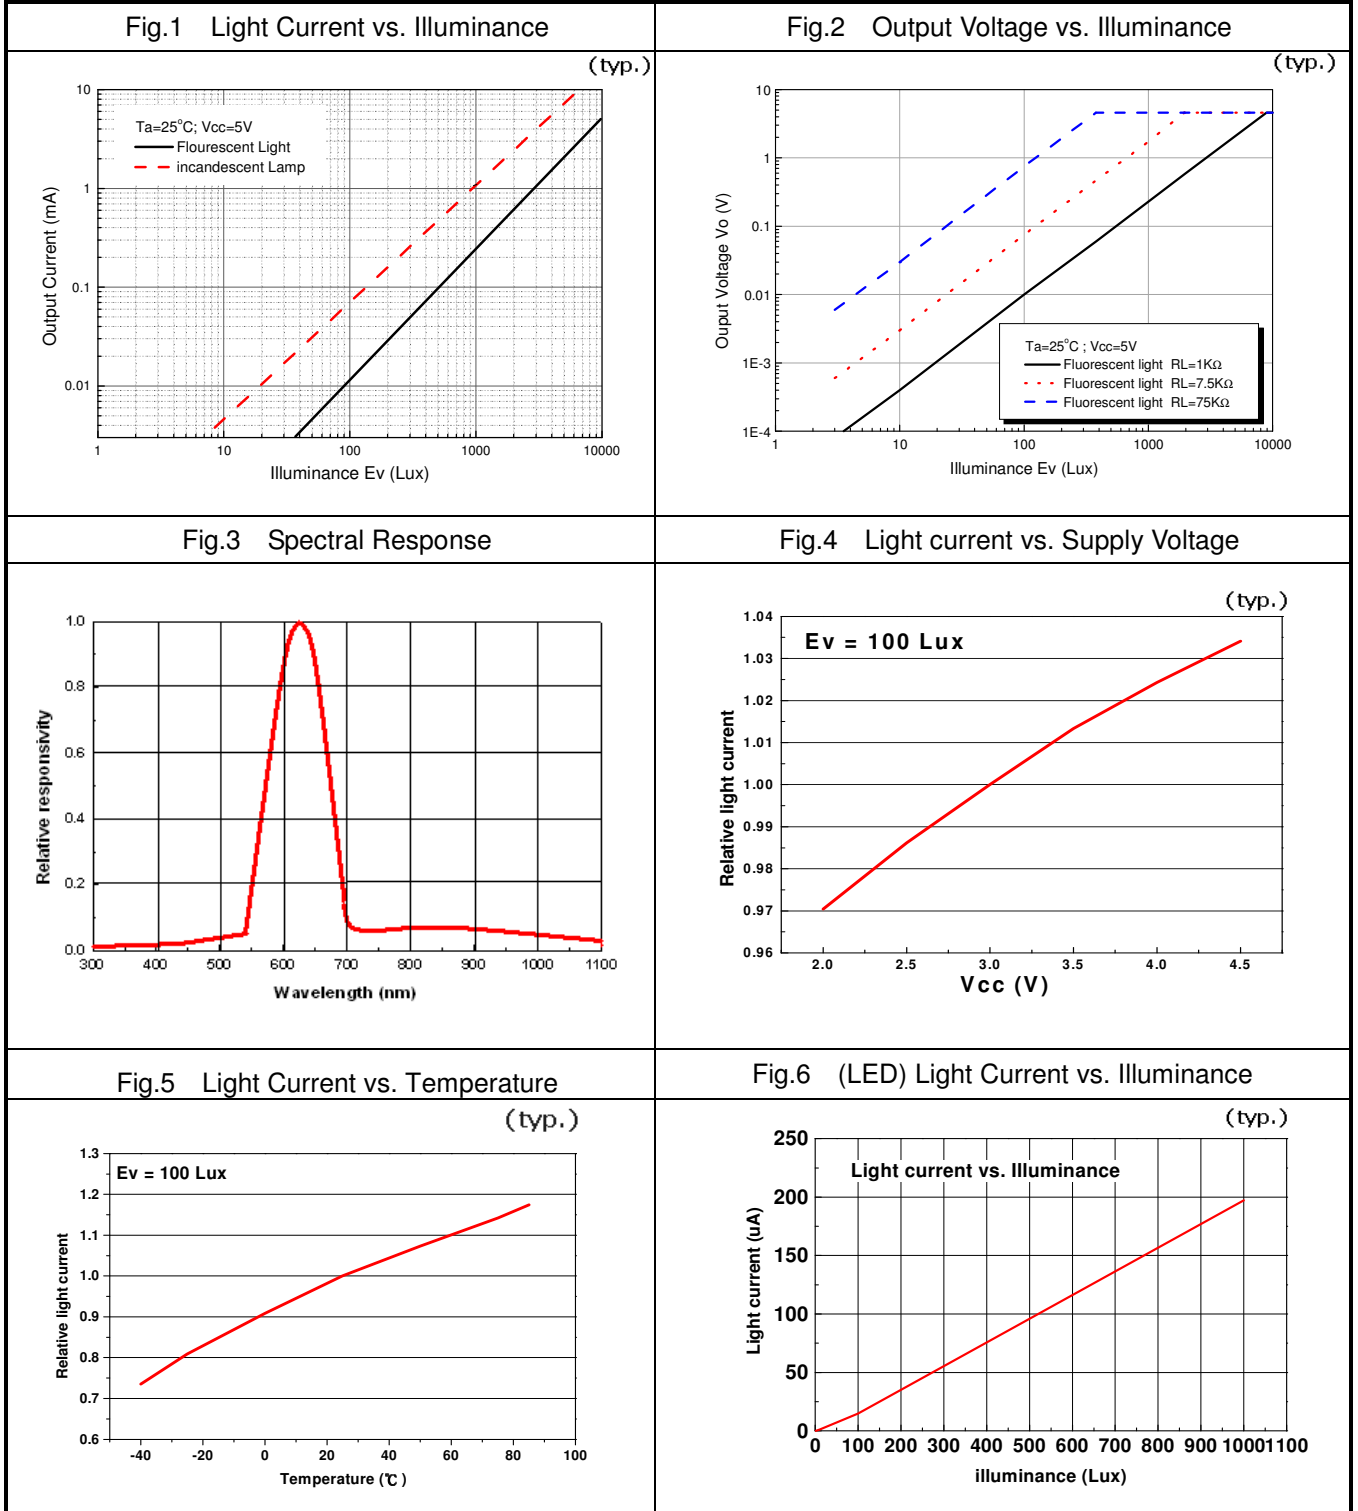 Fig.1 Light Current vs. Illuminance
(typ.)
10
1
0.1
0.01
Output Current (mA)
Ta=25°C; Vcc=5V
Flourescent Light
incandescent Lamp
1 10 100 1000 10000
Illuminance Ev (Lux)
Fig.2 Output Voltage vs. Illuminance
(typ.)
10
1
0.1
0.01
1E-3
1E-4
Ouput Voltage Vo (V)
Ta=25°C ; Vcc=5V
Fluorescent light RL=1KΩ
Fluorescent light RL=7.5KΩ
Fluorescent light RL=75KΩ
1 10 100 1000 10000
Illuminance Ev (Lux)
Fig.3 Spectral Response
1.0
0.8
0.6
0.4
0.2
0.0
Relative responsivity
300 400 500 600 700 800 900 1000 1100
Wavelength (nm)
Fig.4 Light current vs. Supply Voltage
(typ.)
1.04
1.03
1.02
1.01
1.00
0.99
0.98
0.97
0.96
Relative light current
Ev = 100 Lux
2.0 2.5 3.0 3.5 4.0 4.5
Vcc (V)
Fig.5 Light Current vs. Temperature
(typ.)
1.3
1.2
1.1
1.0
0.9
0.8
0.7
0.6
Relative light current
Ev = 100 Lux
-40 -20 0 20 40 60 80 100
Temperature (℃)
Fig.6 (LED) Light Current vs. Illuminance
(typ.)
250
200
150
100
50
0
Light current (uA)
Light current vs. Illuminance
0 100 200 300 400 500 600 700 800 900 1000 1100
illuminance (Lux)